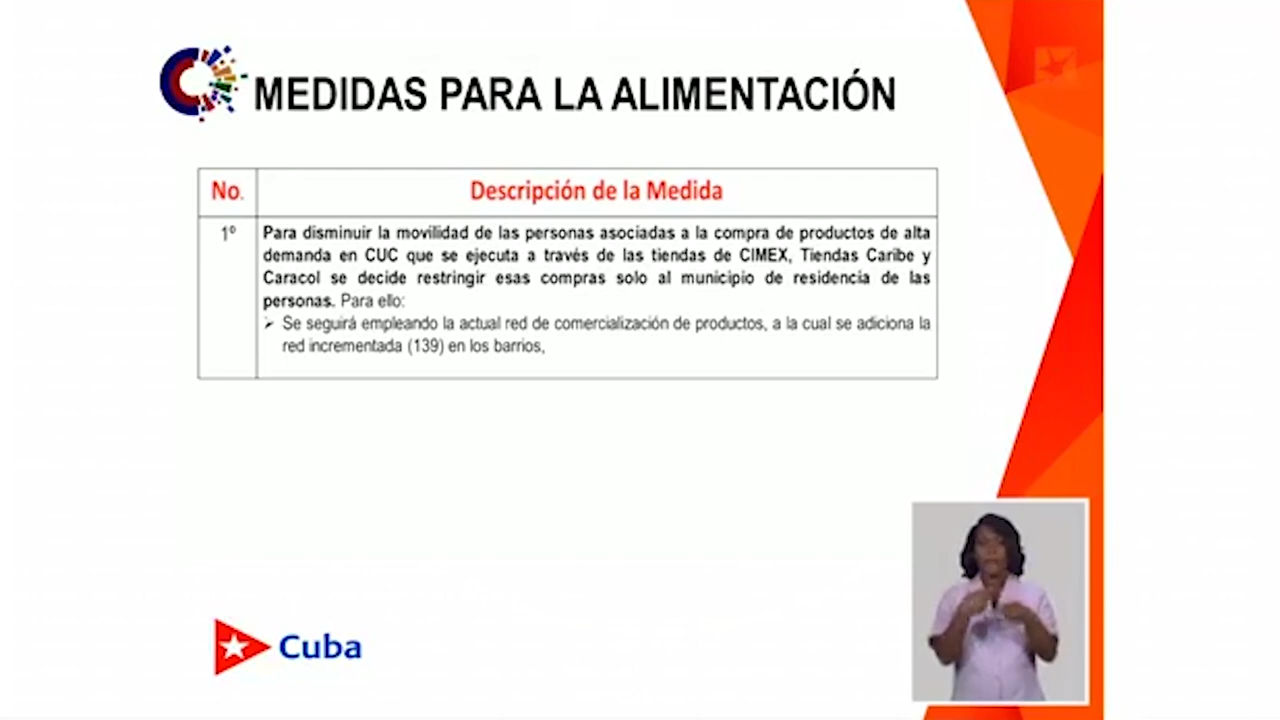 MEDIDAS PARA LA ALIMENTACIÓN
No.
Descripción de la Medida
1º
Para disminuir la movilidad de las personas asociadas a la compra de productos de alta
demanda en CUC que se ejecuta a través de las tiendas de CIMEX, Tiendas Caribe y
Caracol se decide restringir esas compras solo al municipio de residencia de las
personas. Para ello:
➢ Se seguirá empleando la actual red de comercialización de productos, a la cual se adiciona la
red incrementada (139) en los barrios,
Cuba